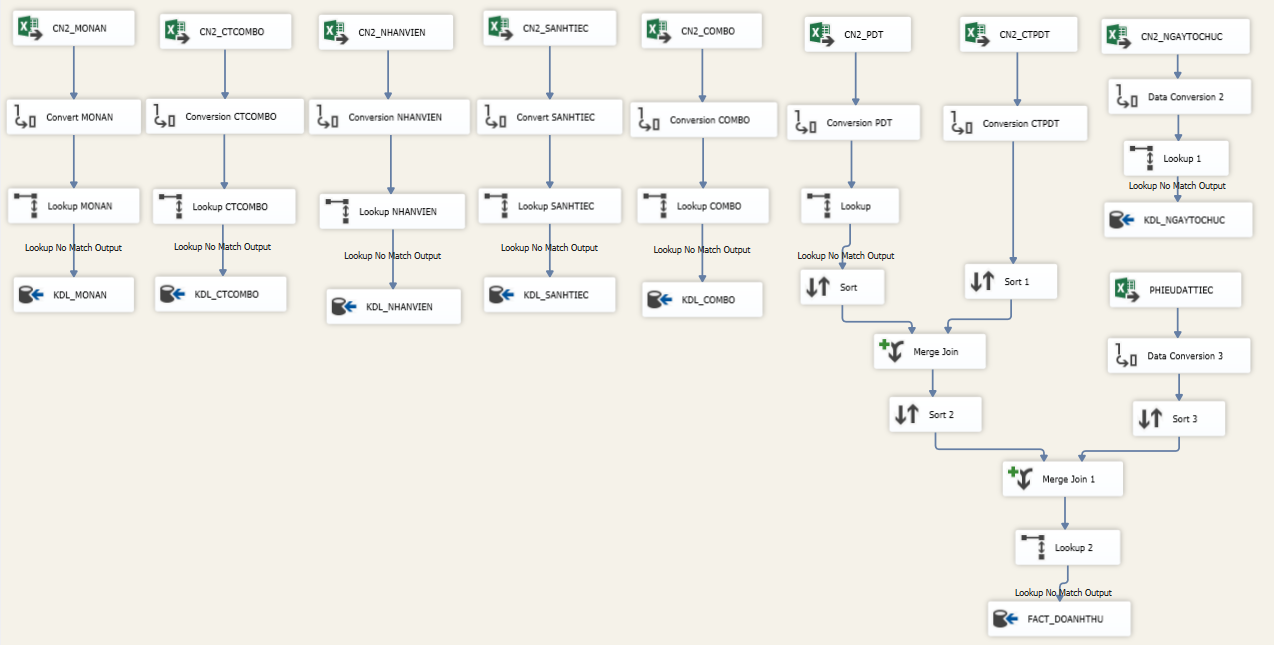 CN2_MONAN
CN2_CTCOMBO
CN2_NHANVIEN
CN2_SANHTIEC
CN2_COMBO
CN2_PDT
CN2_CTPDT
CN2_NGAYTOCHUC
Convert MONAN
Conversion CTCOMBO
Conversion NHANVIEN
Convert SANHTIEC
Conversion COMBO
Conversion PDT
Conversion CTPDT
Data Conversion 2
Lookup 1
Lookup No Match Output
KDL_NGAYTOCHUC
Lookup MONAN
Lookup CTCOMBO
Lookup NHANVIEN
Lookup SANHTIEC
Lookup COMBO
Lookup
Lookup No Match Output
Lookup No Match Output
Lookup No Match Output
Lookup No Match Output
Lookup No Match Output
Lookup No Match Output
KDL_MONAN
KDL_CTCOMBO
KDL_NHANVIEN
KDL_SANHTIEC
KDL_COMBO
Sort
Sort 1
PHIEUDATTIEC
Merge Join
Data Conversion 3
Sort 2
Sort 3
Merge Join 1
Lookup 2
Lookup No Match Output
FACT_DOANHTHU